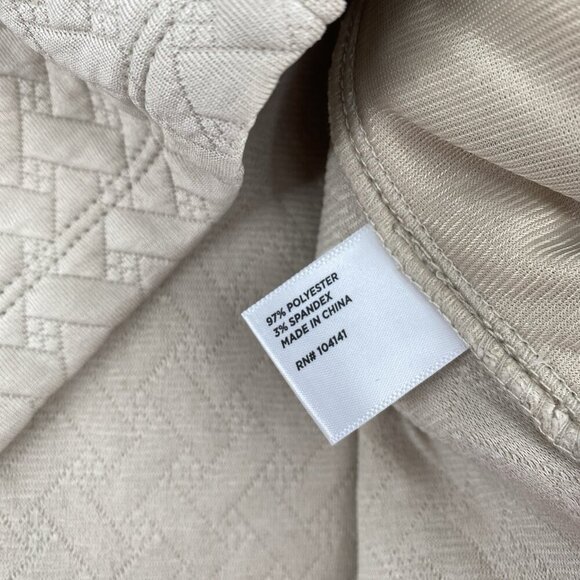 97% POLYESTER
3% SPANDEX
MADE IN CHINA
RN# 104141